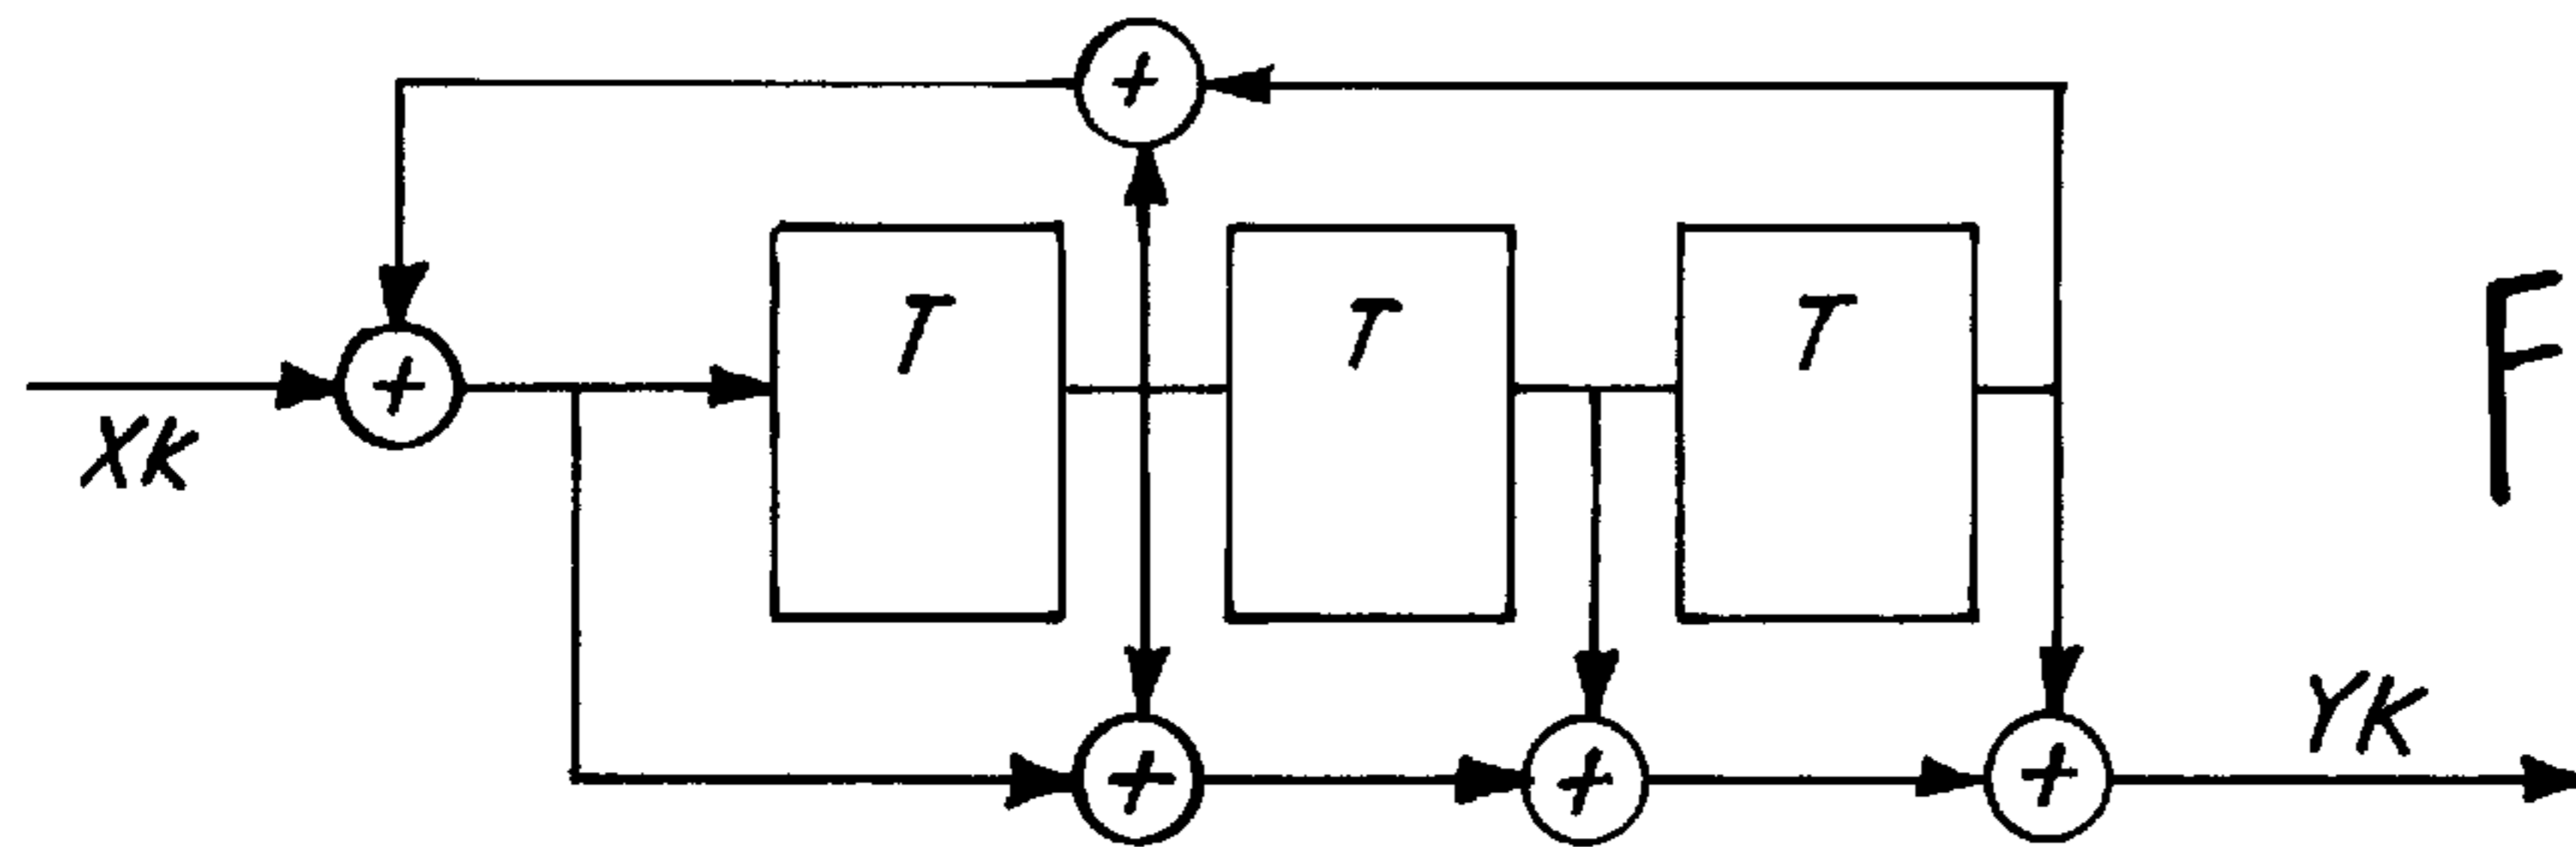 +
T T T F
+
XK
YK
+ + +